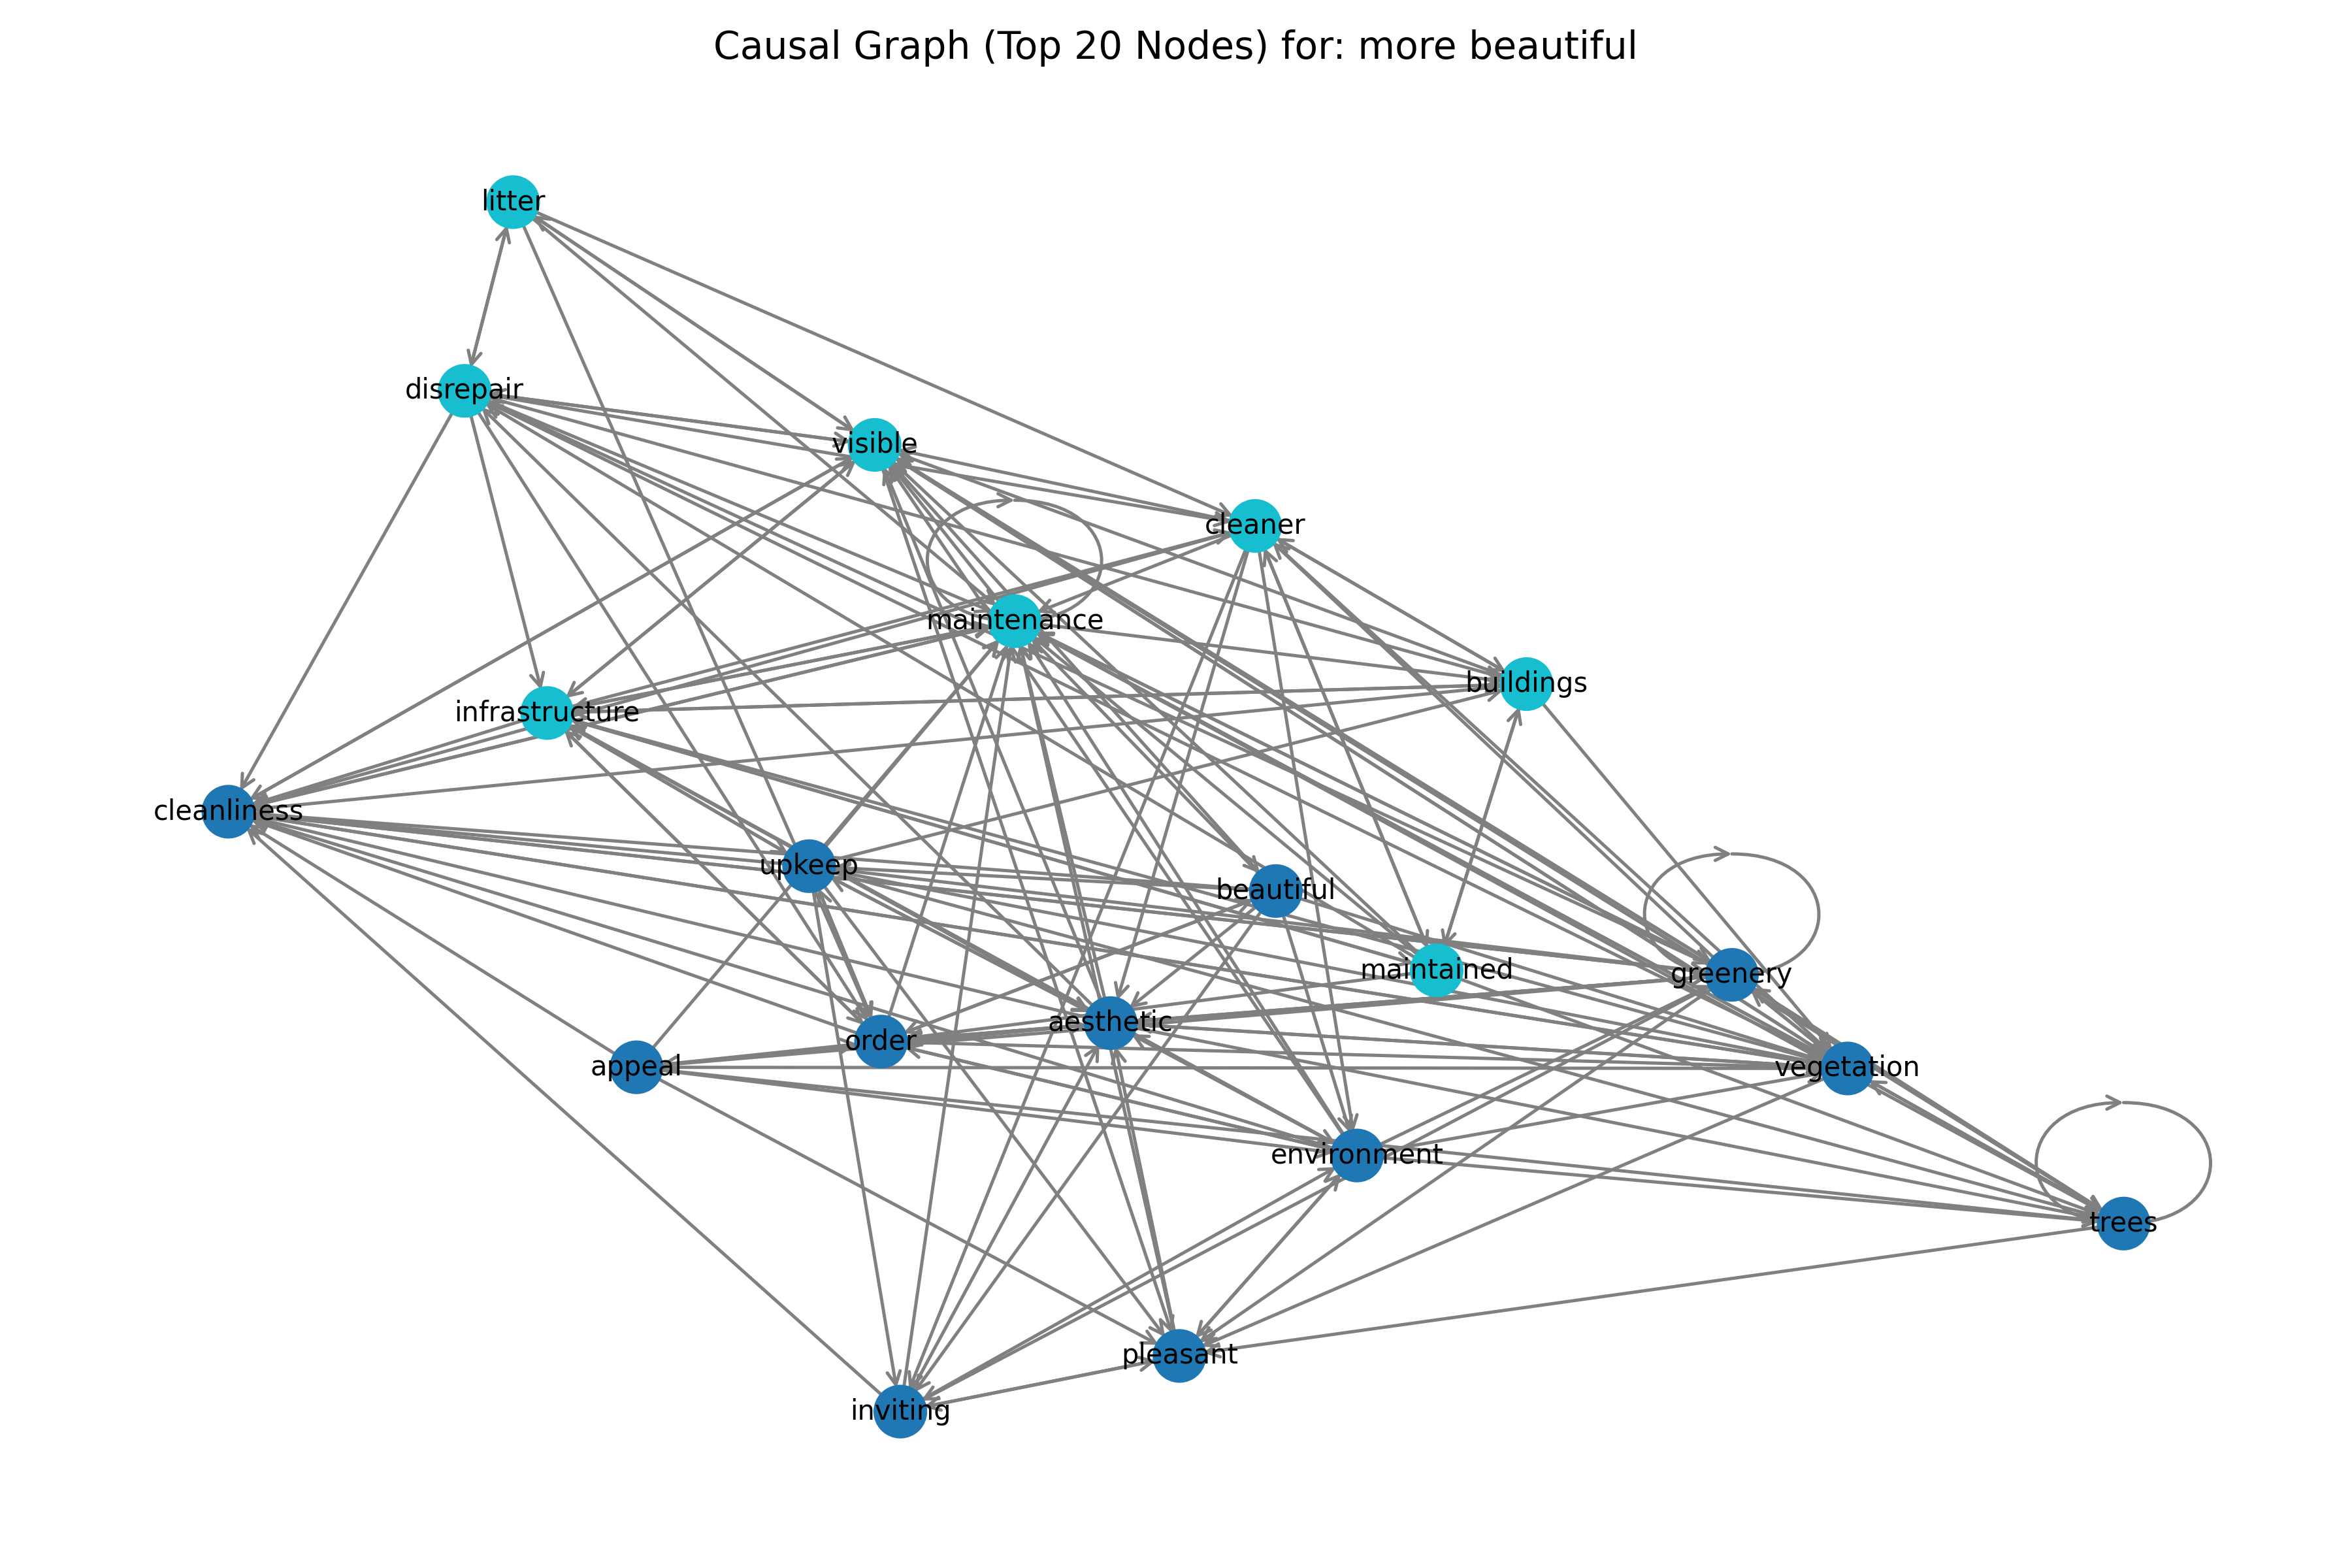 Causal Graph (Top 20 Nodes) for: more beautiful
litter
disrepair
visible
cleaner
maintenance
buildings
infrastructure
cleanliness
upkeep
beautiful
maintained
greenery
aesthetic
order
appeal
vegetation
environment
trees
pleasant
inviting